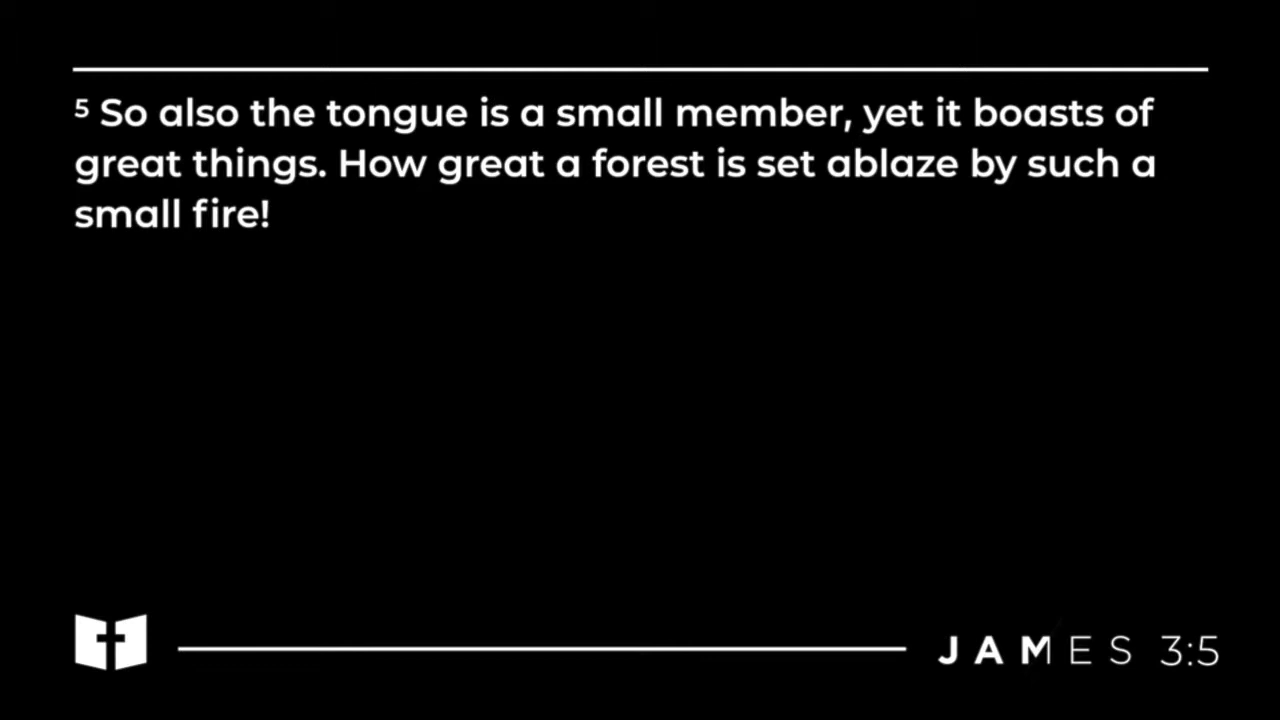 5 So also the tongue is a small member, yet it boasts of
great things. How great a forest is set ablaze by such a
small fire!
JAMES 3:5